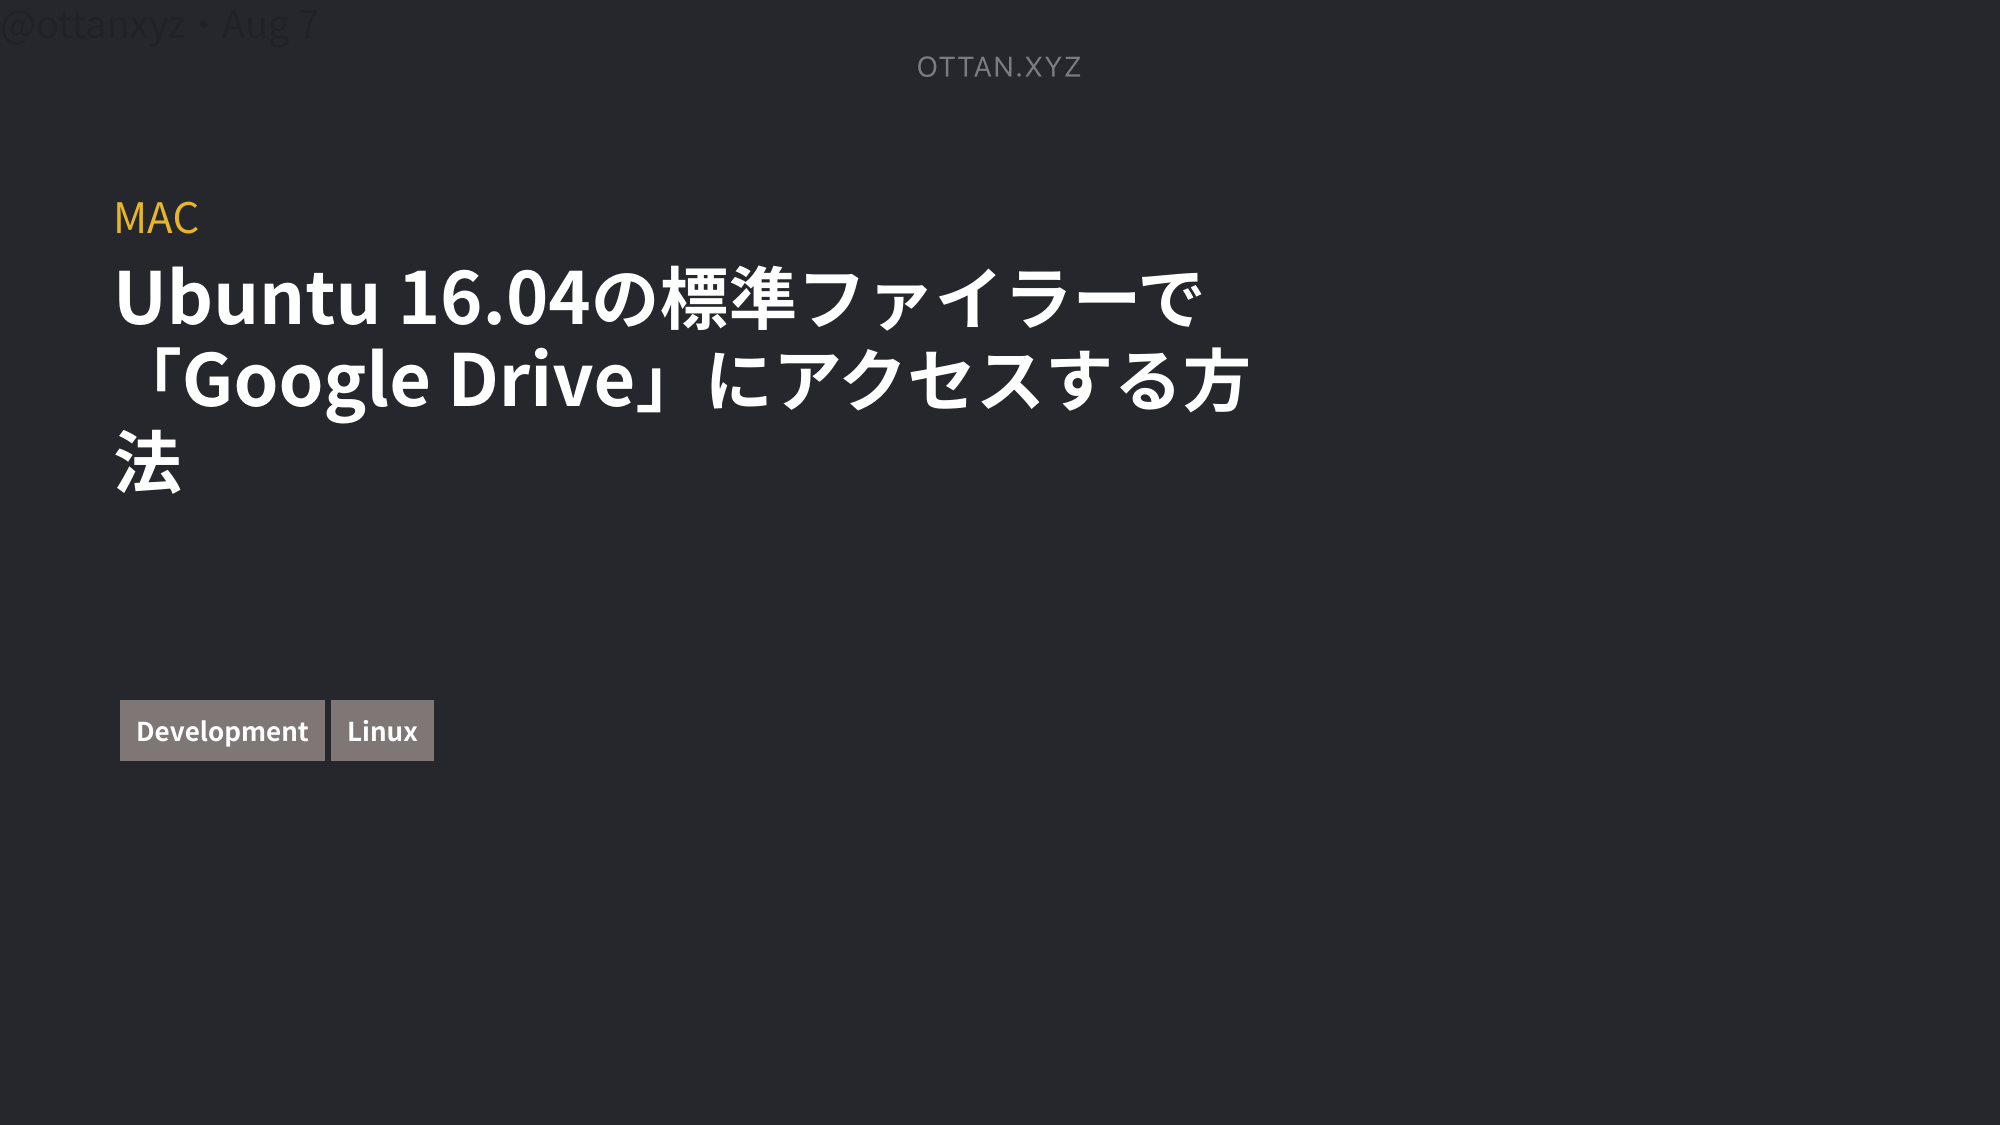 @ottanxyz・Aug 7
OTTAN.XYZ
MAC
Ubuntu 16.04の標準ファイラーで
「Google Drive」にアクセスする方
法
Development Linux